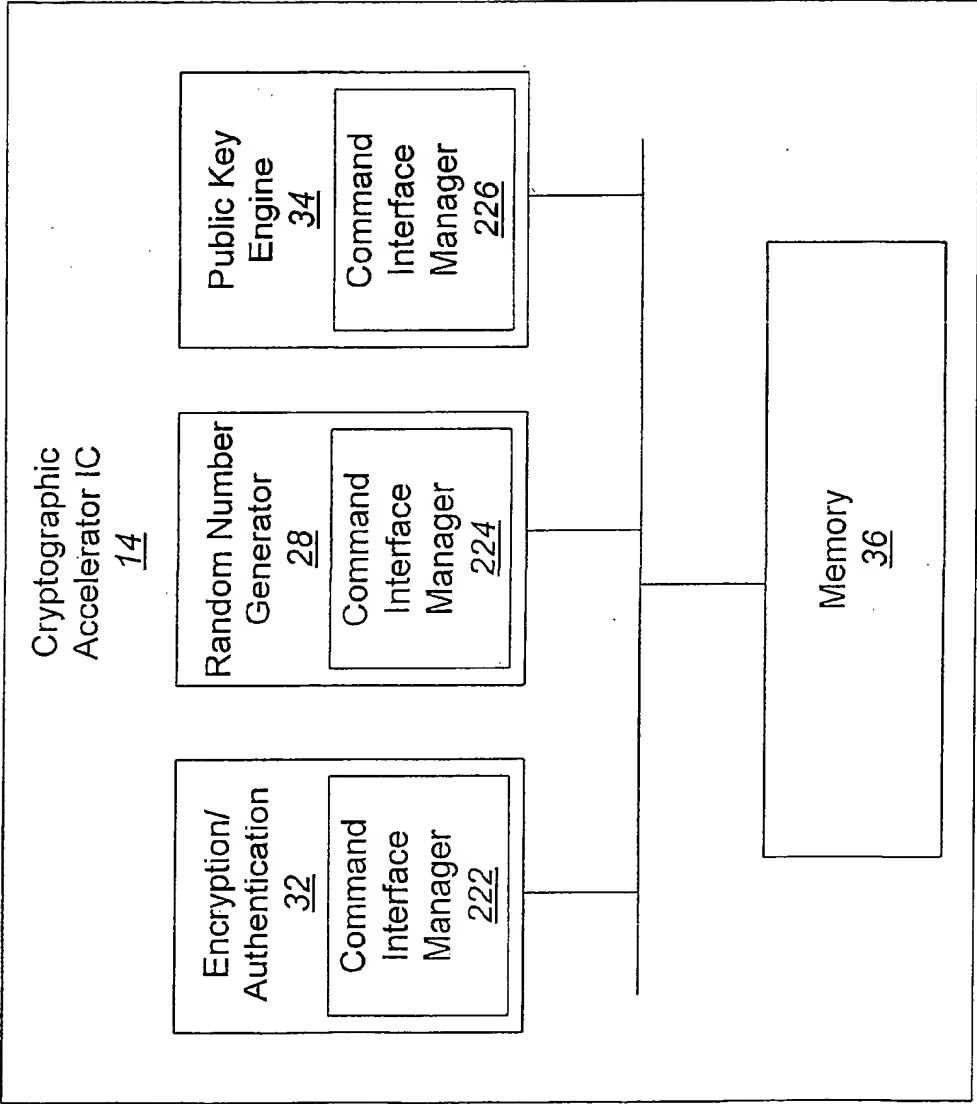 Cryptographic
Accelerator IC
14
Encryption/
Authentication
32
Command
Interface
Manager
222
Random Number
Generator
28
Command
Interface
Manager
224
Public Key
Engine
34
Command
Interface
Manager
226
Memory
36